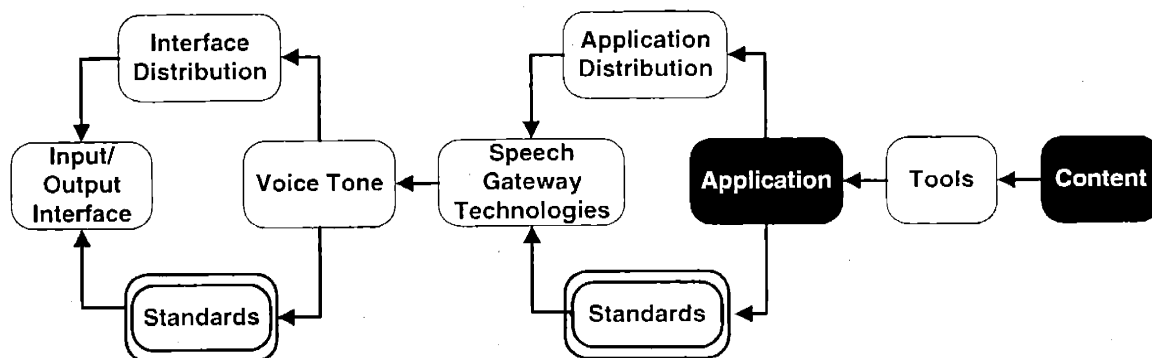 Interface
Distribution
Application
Distribution
Input/
Output
Interface
Voice Tone
Speech
Gateway
Technologies
Application
Tools
Content
Standards
Standards